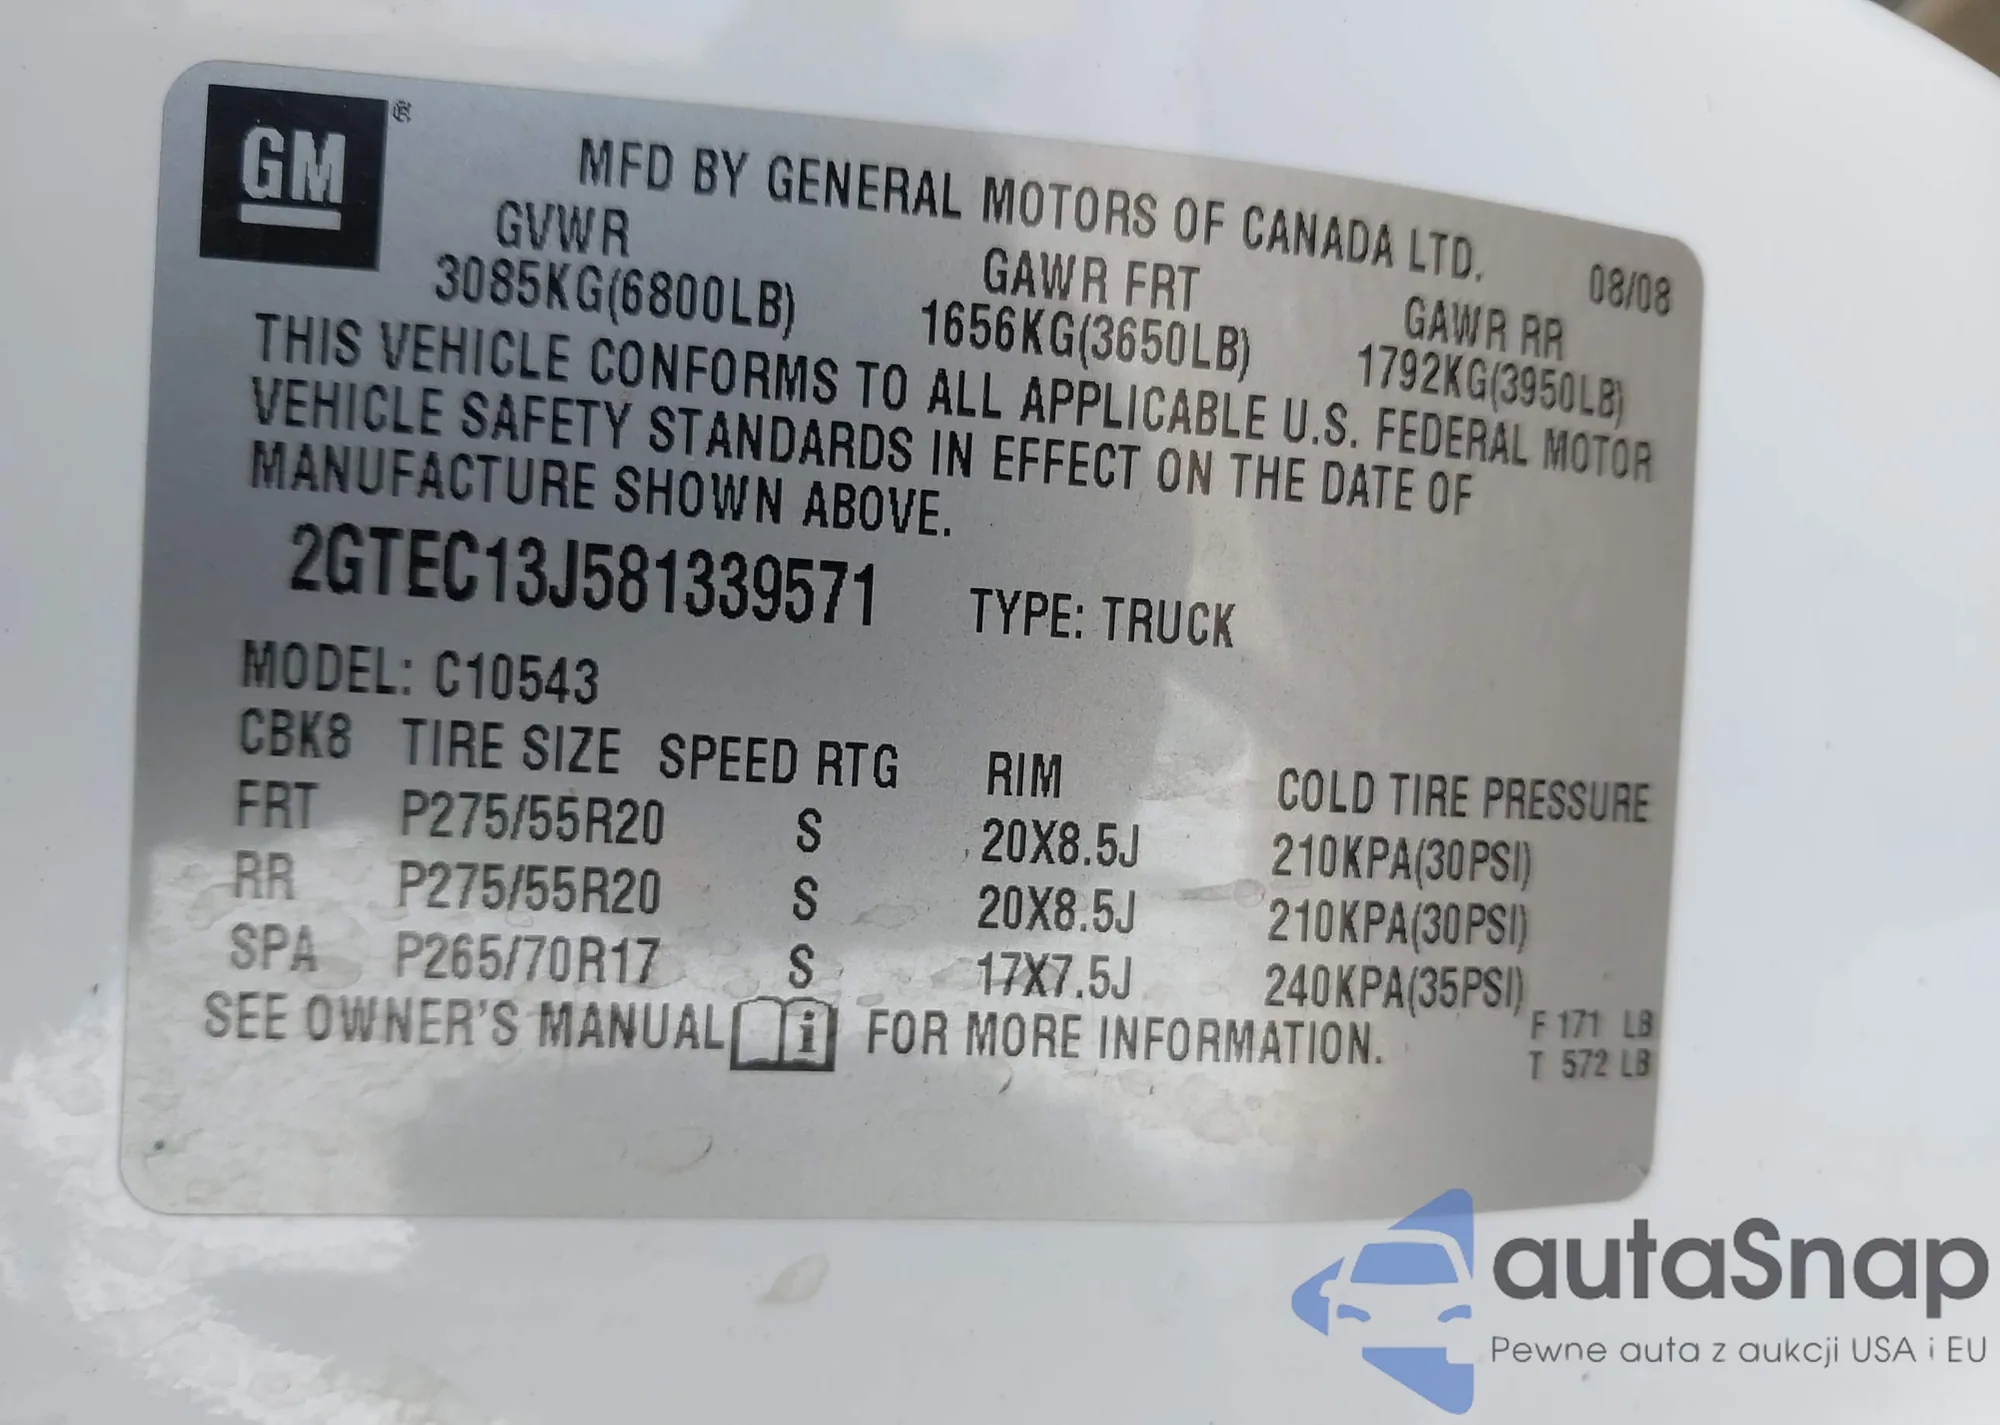 GM ®
MFD BY GENERAL MOTORS OF CANADA LTD.
08/08
GVWR GAWR FRT GAWR RR
3085KG(6800LB) 1656KG(3650LB) 1792KG(3950LB)
THIS VEHICLE CONFORMS TO ALL APPLICABLE U.S. FEDERAL MOTOR
VEHICLE SAFETY STANDARDS IN EFFECT ON THE DATE OF
MANUFACTURE SHOWN ABOVE.
2GTEC13J581339571 TYPE: TRUCK
MODEL: C10543
CBK8 TIRE SIZE SPEED RTG RIM COLD TIRE PRESSURE
FRT P275/55R20 S 20X8.5J 210KPA(30PSI)
RR P275/55R20 S 20X8.5J 210KPA(30PSI)
SPA P265/70R17 S 17X7.5J 240KPA(35PSI)
SEE OWNER'S MANUAL i FOR MORE INFORMATION.
F 171 LB
T 572 LB
autaSnap
Pewne auta z aukcji USA i EU